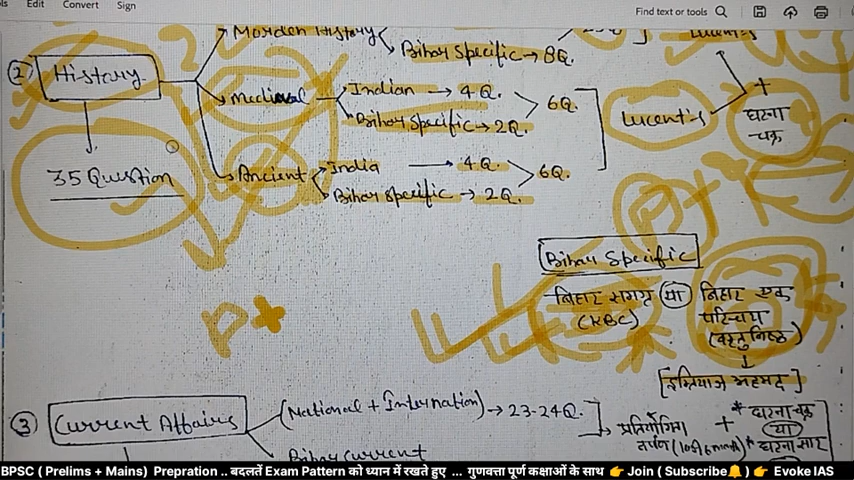 ls Edit Convert Sign
Find text or tools
Morden History
Bihar Specific → 8Q.
② History
Medieval
Indian → 4 Q.
Bihar Specific → 2Q.
6Q.
Lucent's
+
घटना
चक्र
35 Question
Ancient
India → 4 Q.
Bihar Specific → 2Q.
6Q.
P+
Bihar Specific
बिहार समग्र (या) बिहार एक
(KBC) परिचय
(वस्तुनिष्ठ)
↓
[इम्तियाज अहमद]
③ Current Affairs
(National + Internation) → 23-24Q.
Bihar Current
प्रतियोगिता +
दर्पण
* घटना चक्र
(या)
* घटना सार
BPSC ( Prelims + Mains) Prepration .. बदलतें Exam Pattern को ध्यान में रखते हुए ... गुणवत्ता पूर्ण कक्षाओं के साथ 👉 Join ( Subscribe🔔 ) 👉 Evoke IAS